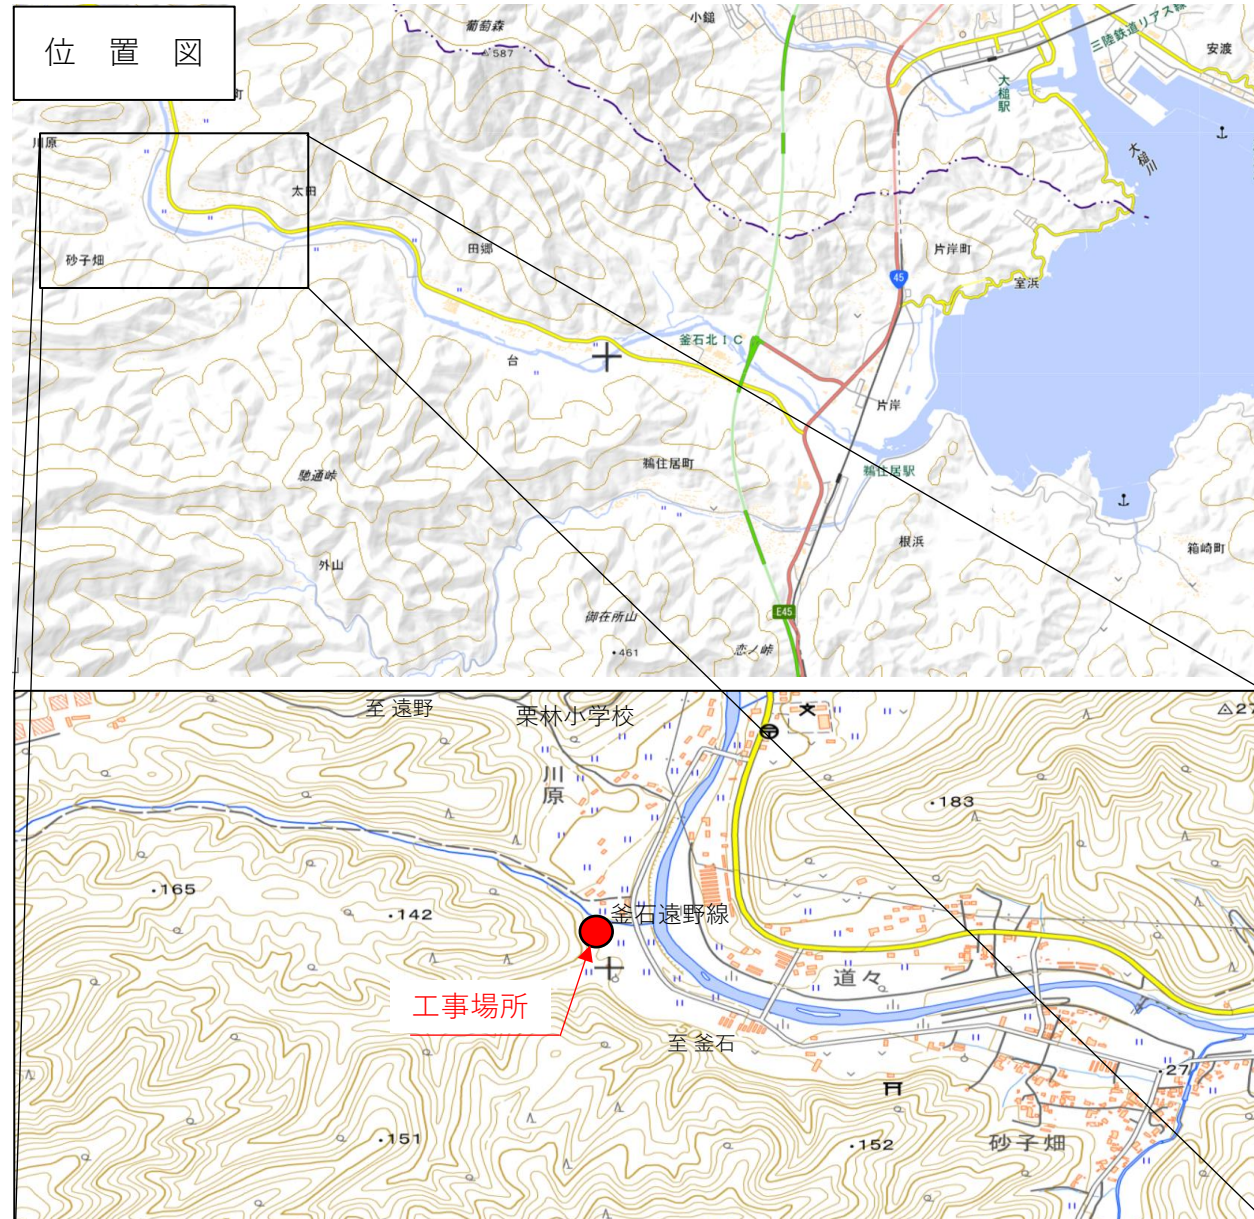 位置図
葡萄森
587
小鎚
三陸鉄道リアス線
安渡
大槌駅
大槌川
町
川原
太田
砂子畑
田郷
片岸町
45
室浜
釜石北IC
台
片岸
鵜住居町
鵜住居駅
馳通峠
外山
根浜
箱崎町
御在所山
461
E45
恋ノ峠
至 遠野
栗林小学校
27
川原
183
165
142
釜石遠野線
工事場所
道々
至 釜石
27
151
152
砂子畑